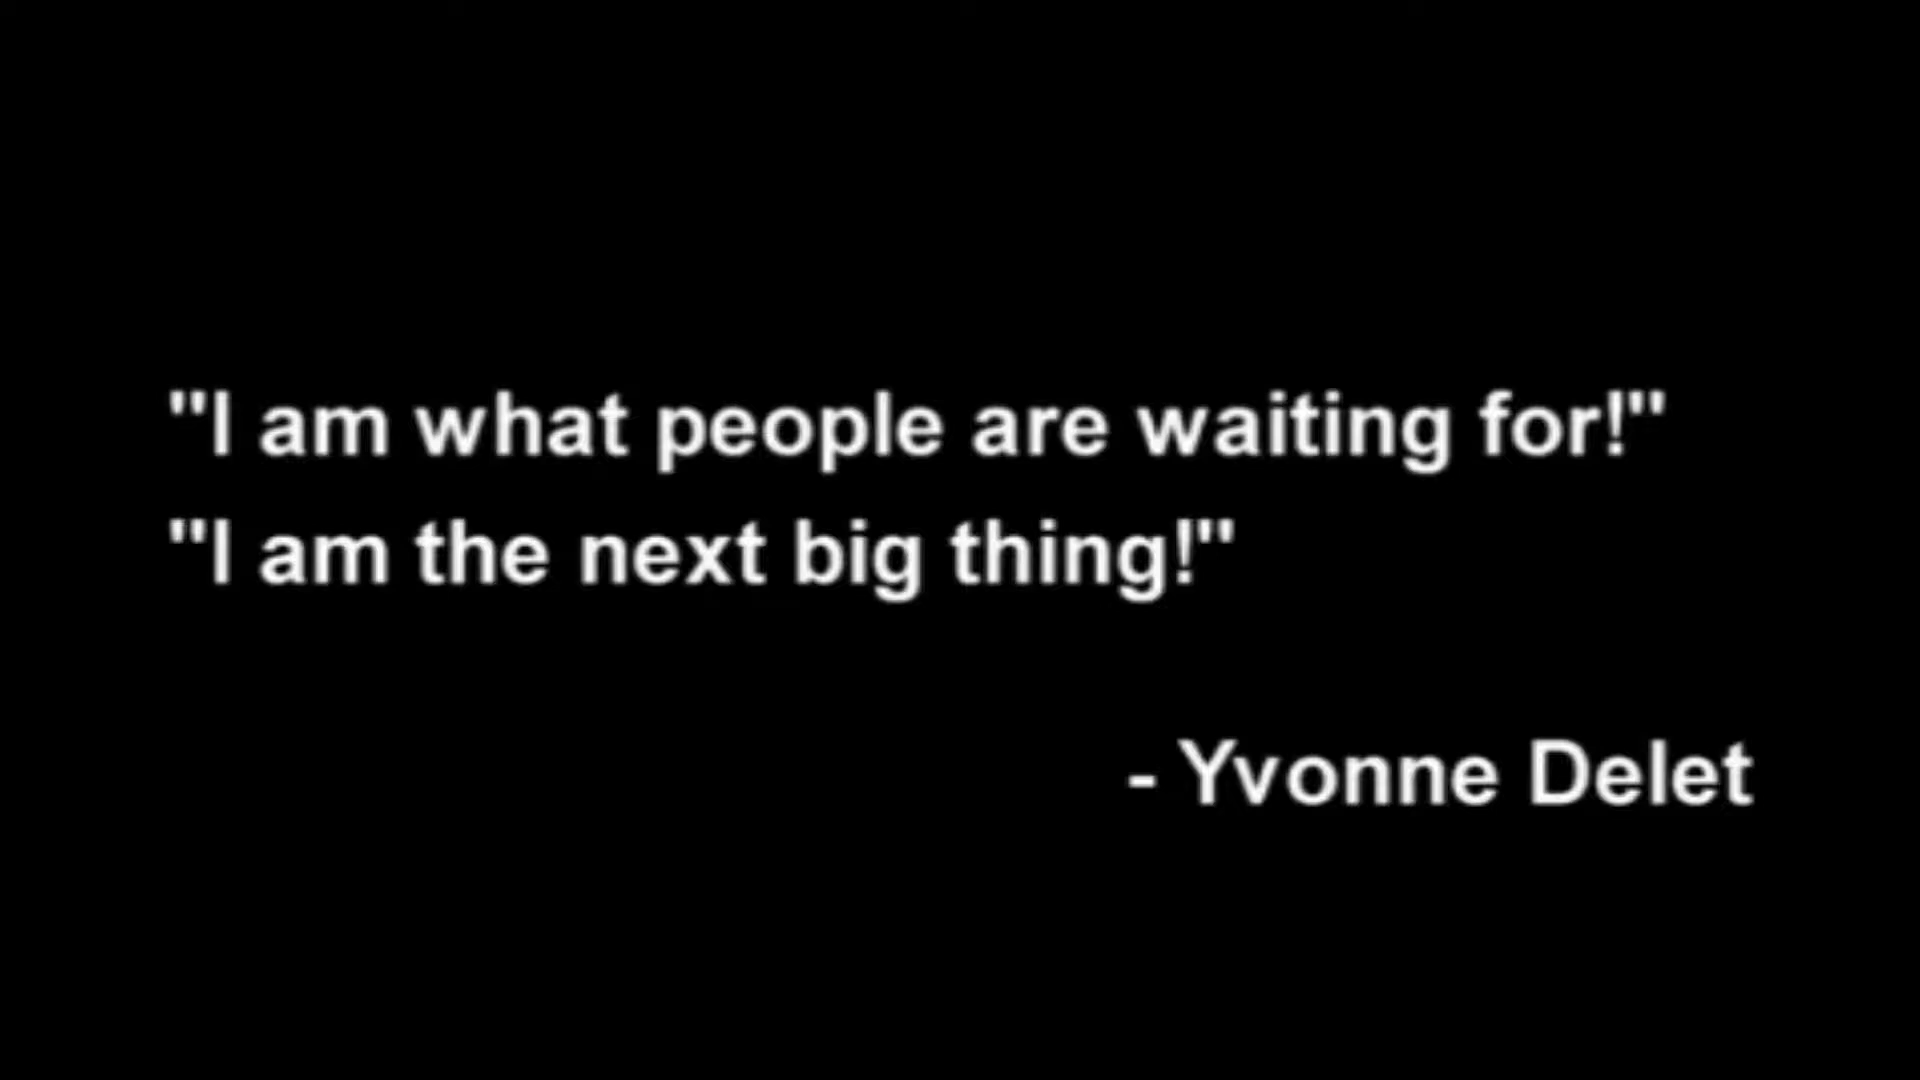 "I am what people are waiting for!"
"I am the next big thing!"
- Yvonne Delet